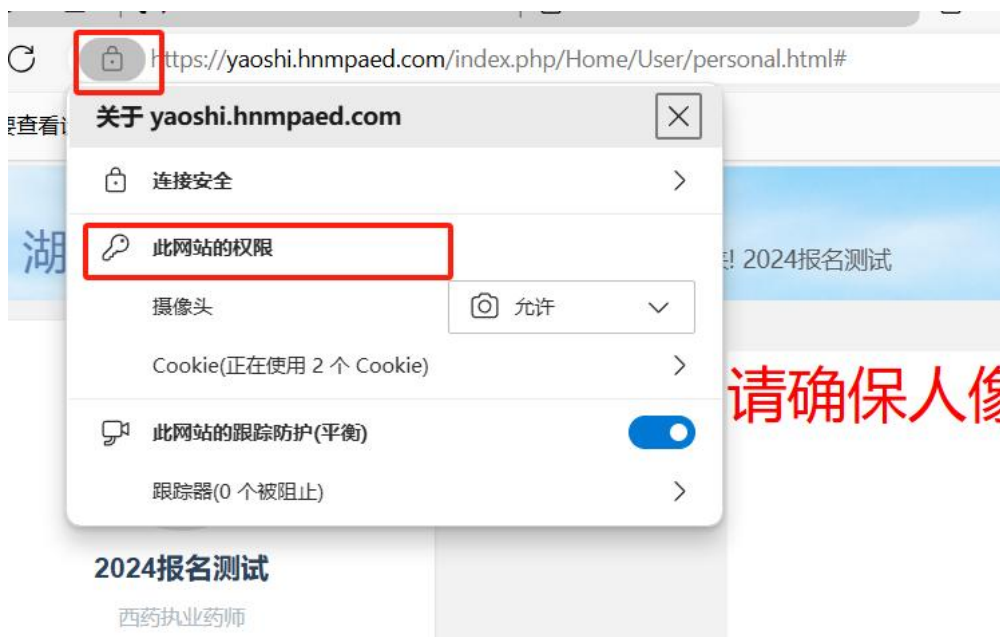 https://yaoshi.hnmpaed.com/index.php/Home/User/personal.html#
关于 yaoshi.hnmpaed.com
要查看
连接安全
此网站的权限
湖
! 2024报名测试
摄像头
允许
Cookie(正在使用 2 个 Cookie)
请确保人像
此网站的跟踪防护(平衡)
跟踪器(0 个被阻止)
2024报名测试
西药执业药师